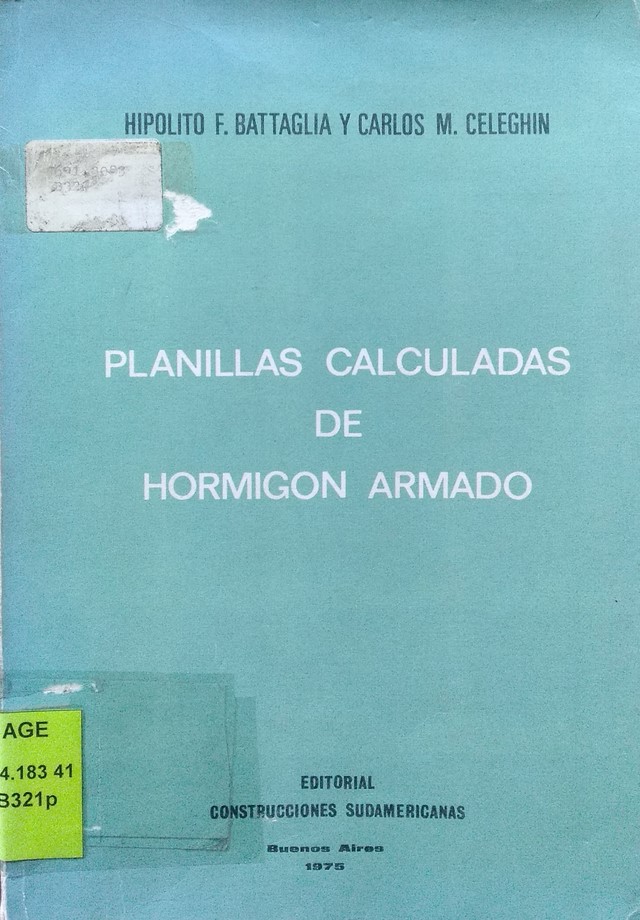 HIPOLITO F. BATTAGLIA Y CARLOS M. CELEGHIN
PLANILLAS CALCULADAS
DE
HORMIGON ARMADO
AGE
4.183 41
B321p
EDITORIAL
CONSTRUCCIONES SUDAMERICANAS
Buenos Aires
1975